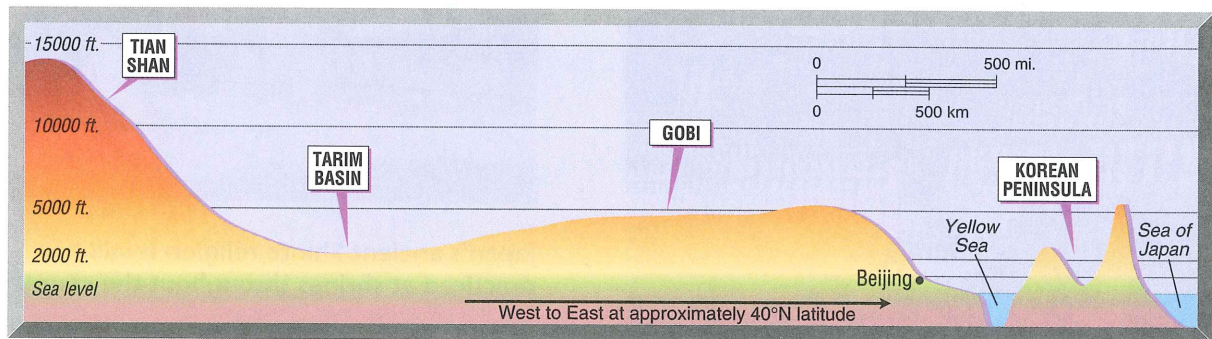 15000 ft.
TIAN
SHAN
0
500 mi.
0
500 km
10000 ft.
GOBI
TARIM
BASIN
KOREAN
PENINSULA
5000 ft.
Yellow
Sea
Sea of
Japan
2000 ft.
Beijing
Sea level
West to East at approximately 40°N latitude